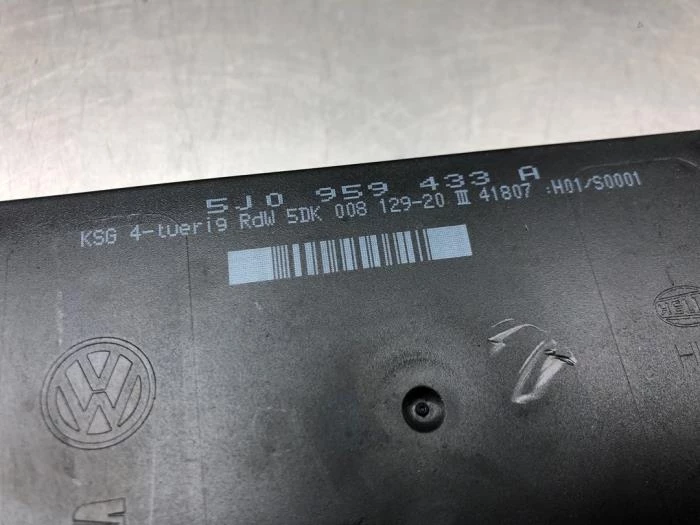 5J0 959 433 A
KSG 4-tuerig RdW 5DK 008 129-20 III 41807 :H01/S0001